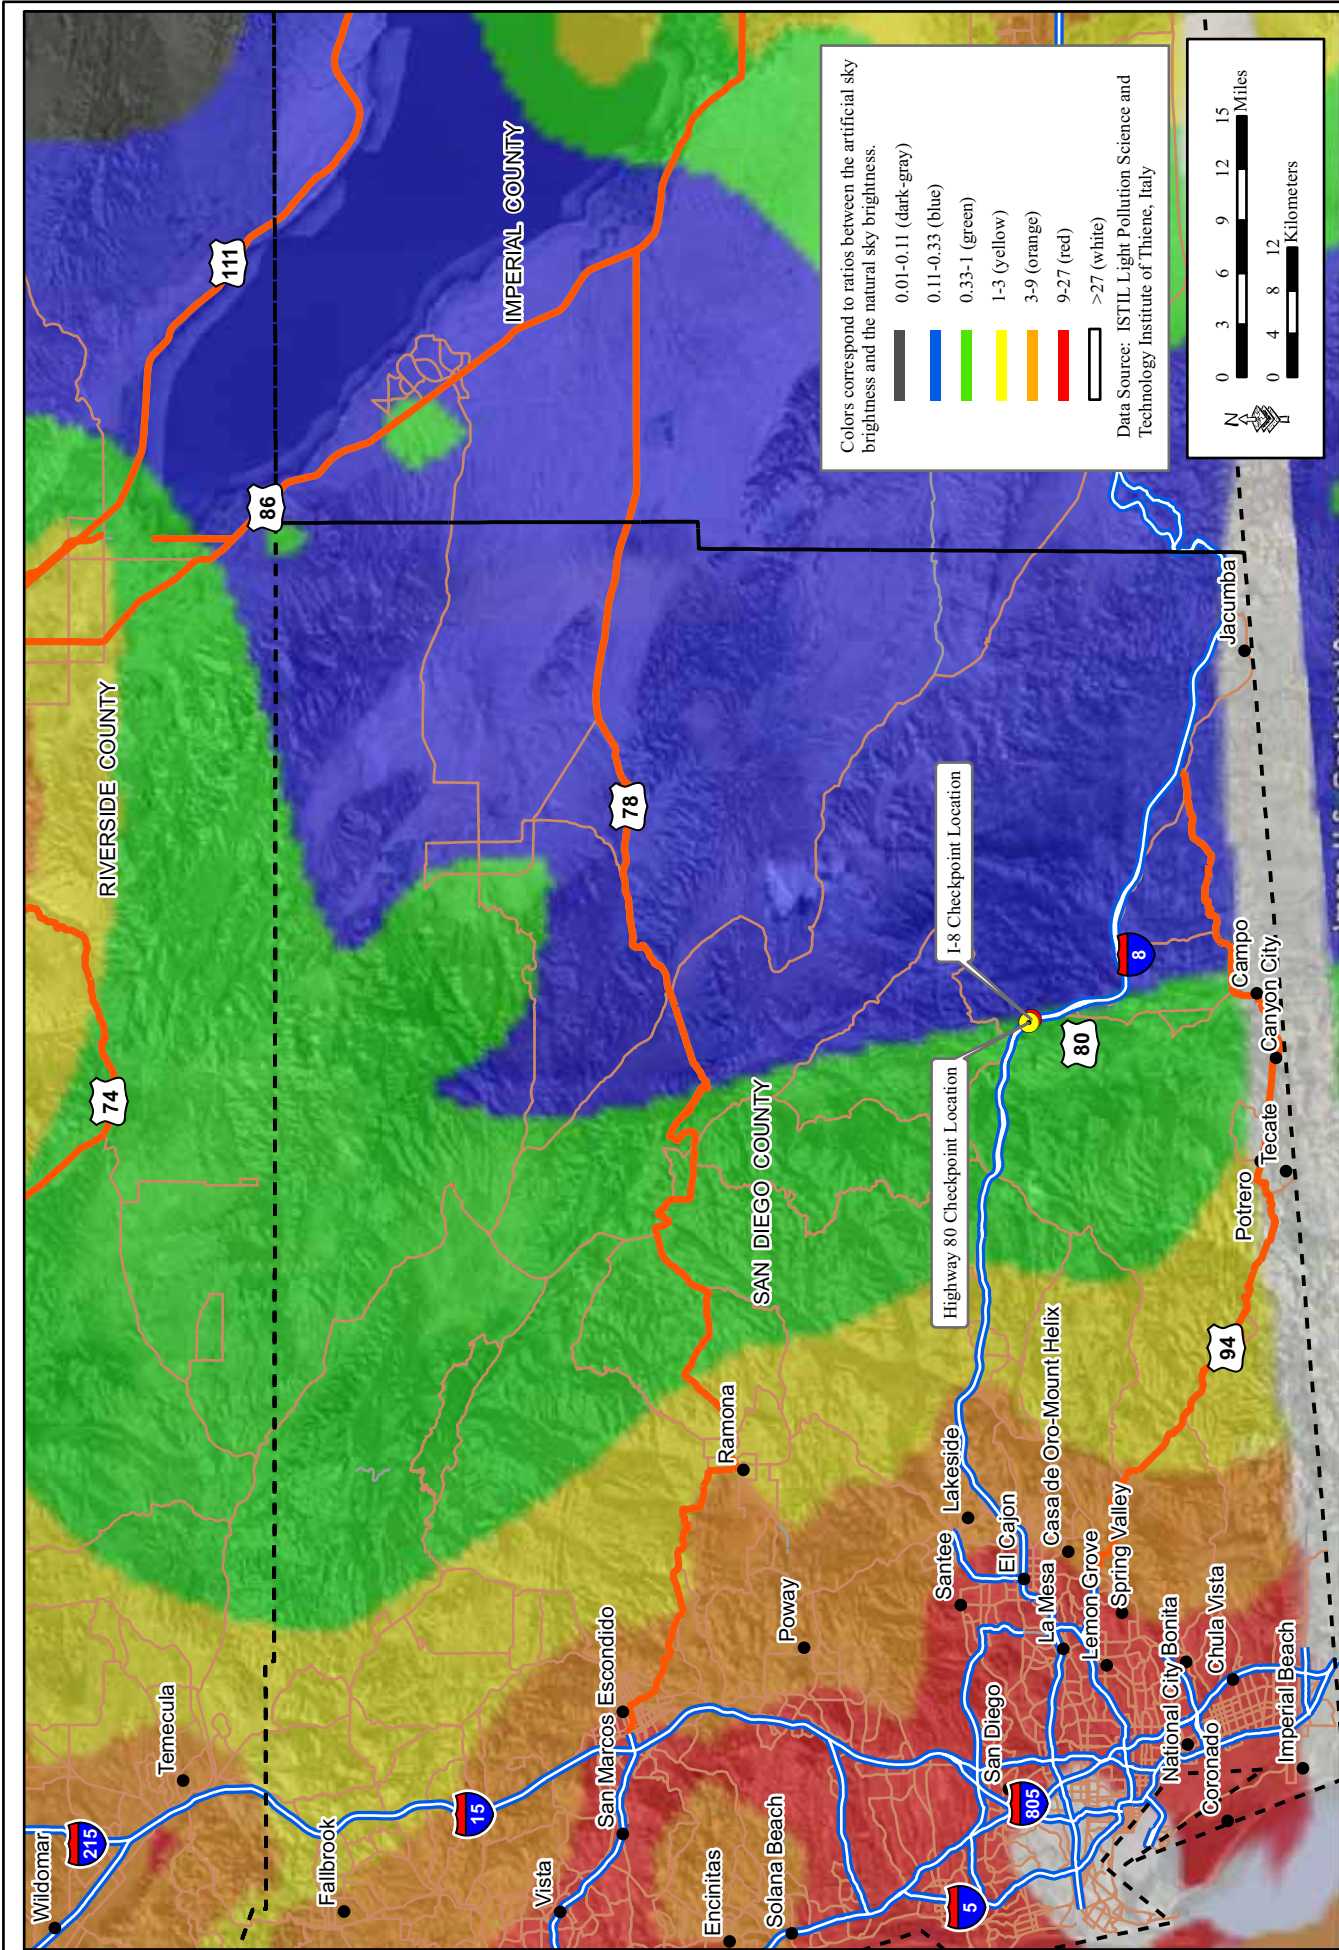 Wildomar
215
Temecula
Fallbrook
15
Vista
San Marcos
Escondido
Encinitas
Solana Beach
Poway
Ramona
74
RIVERSIDE COUNTY
111
86
IMPERIAL COUNTY
78
SAN DIEGO COUNTY
Santee
Lakeside
El Cajon
La Mesa
Casa de Oro-Mount Helix
Lemon Grove
Spring Valley
San Diego
805
5
National City
Bonita
Coronado
Chula Vista
Imperial Beach
94
Potrero
Tecate
Canyon City
Campo
Jacumba
8
80
Highway 80 Checkpoint Location
I-8 Checkpoint Location
Colors correspond to ratios between the artificial sky
brightness and the natural sky brightness.
0.01-0.11 (dark-gray)
0.11-0.33 (blue)
0.33-1 (green)
1-3 (yellow)
3-9 (orange)
9-27 (red)
>27 (white)
Data Source: ISTIL Light Pollution Science and
Technology Institute of Thiene, Italy
N
0 3 6 9 12 15
Miles
0 4 8 12
Kilometers